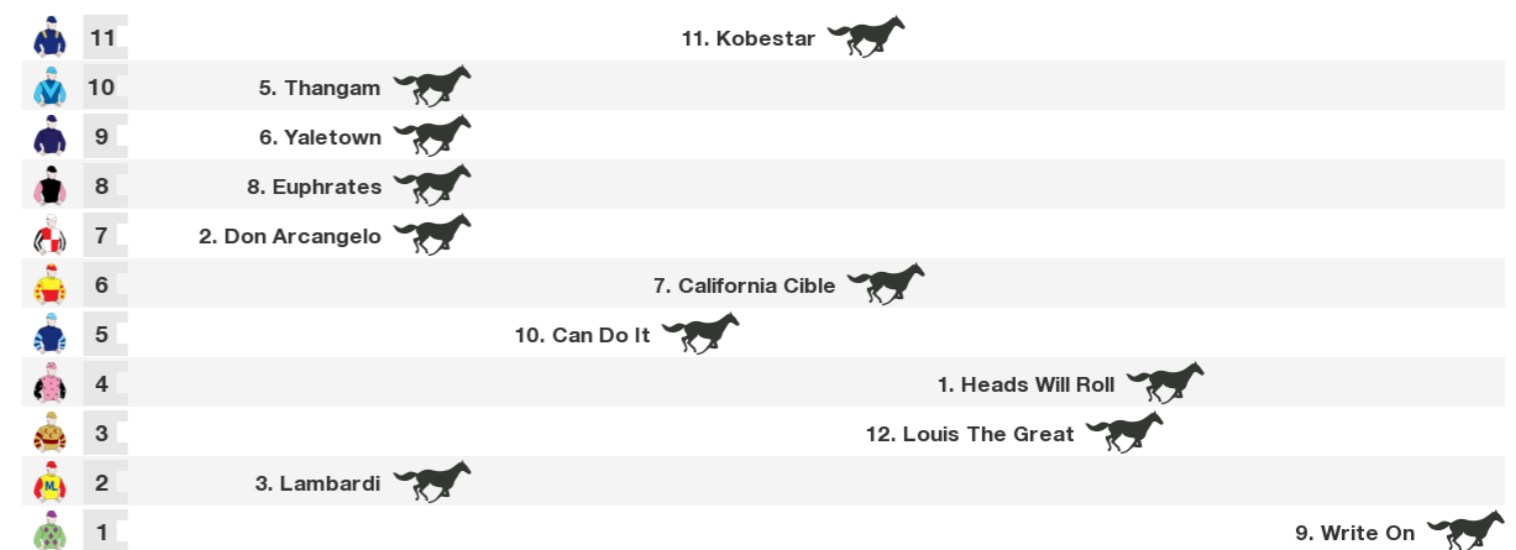 11 11. Kobestar
10 5. Thangam
9 6. Yaletown
8 8. Euphrates
7 2. Don Arcangelo
6 7. California Cible
5 10. Can Do It
4 1. Heads Will Roll
3 12. Louis The Great
ML 2 3. Lambardi
1 9. Write On